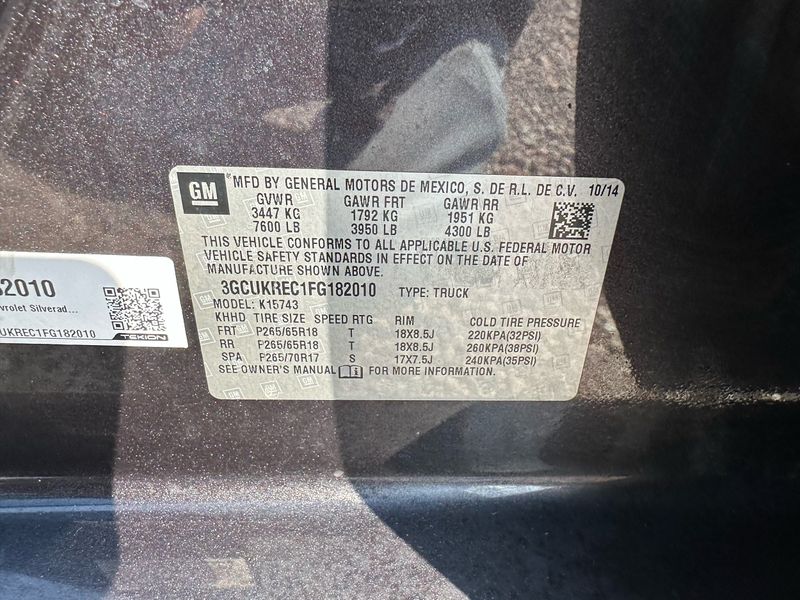 GM
MFD BY GENERAL MOTORS DE MEXICO, S. DE R.L. DE C.V. 10/14
GVWR GAWR FRT GAWR RR
3447 KG 1792 KG 1951 KG
7600 LB 3950 LB 4300 LB
THIS VEHICLE CONFORMS TO ALL APPLICABLE U.S. FEDERAL MOTOR
VEHICLE SAFETY STANDARDS IN EFFECT ON THE DATE OF
MANUFACTURE SHOWN ABOVE.
3GCUKREC1FG182010 TYPE: TRUCK
MODEL: K15743
KHHD TIRE SIZE SPEED RTG RIM COLD TIRE PRESSURE
FRT P265/65R18 T 18X8.5J 220KPA(32PSI)
RR P265/65R18 T 18X8.5J 260KPA(38PSI)
SPA P265/70R17 S 17X7.5J 240KPA(35PSI)
SEE OWNER'S MANUAL FOR MORE INFORMATION.
82010
evrolet Silverad...
CUKREC1FG182010
TEKION